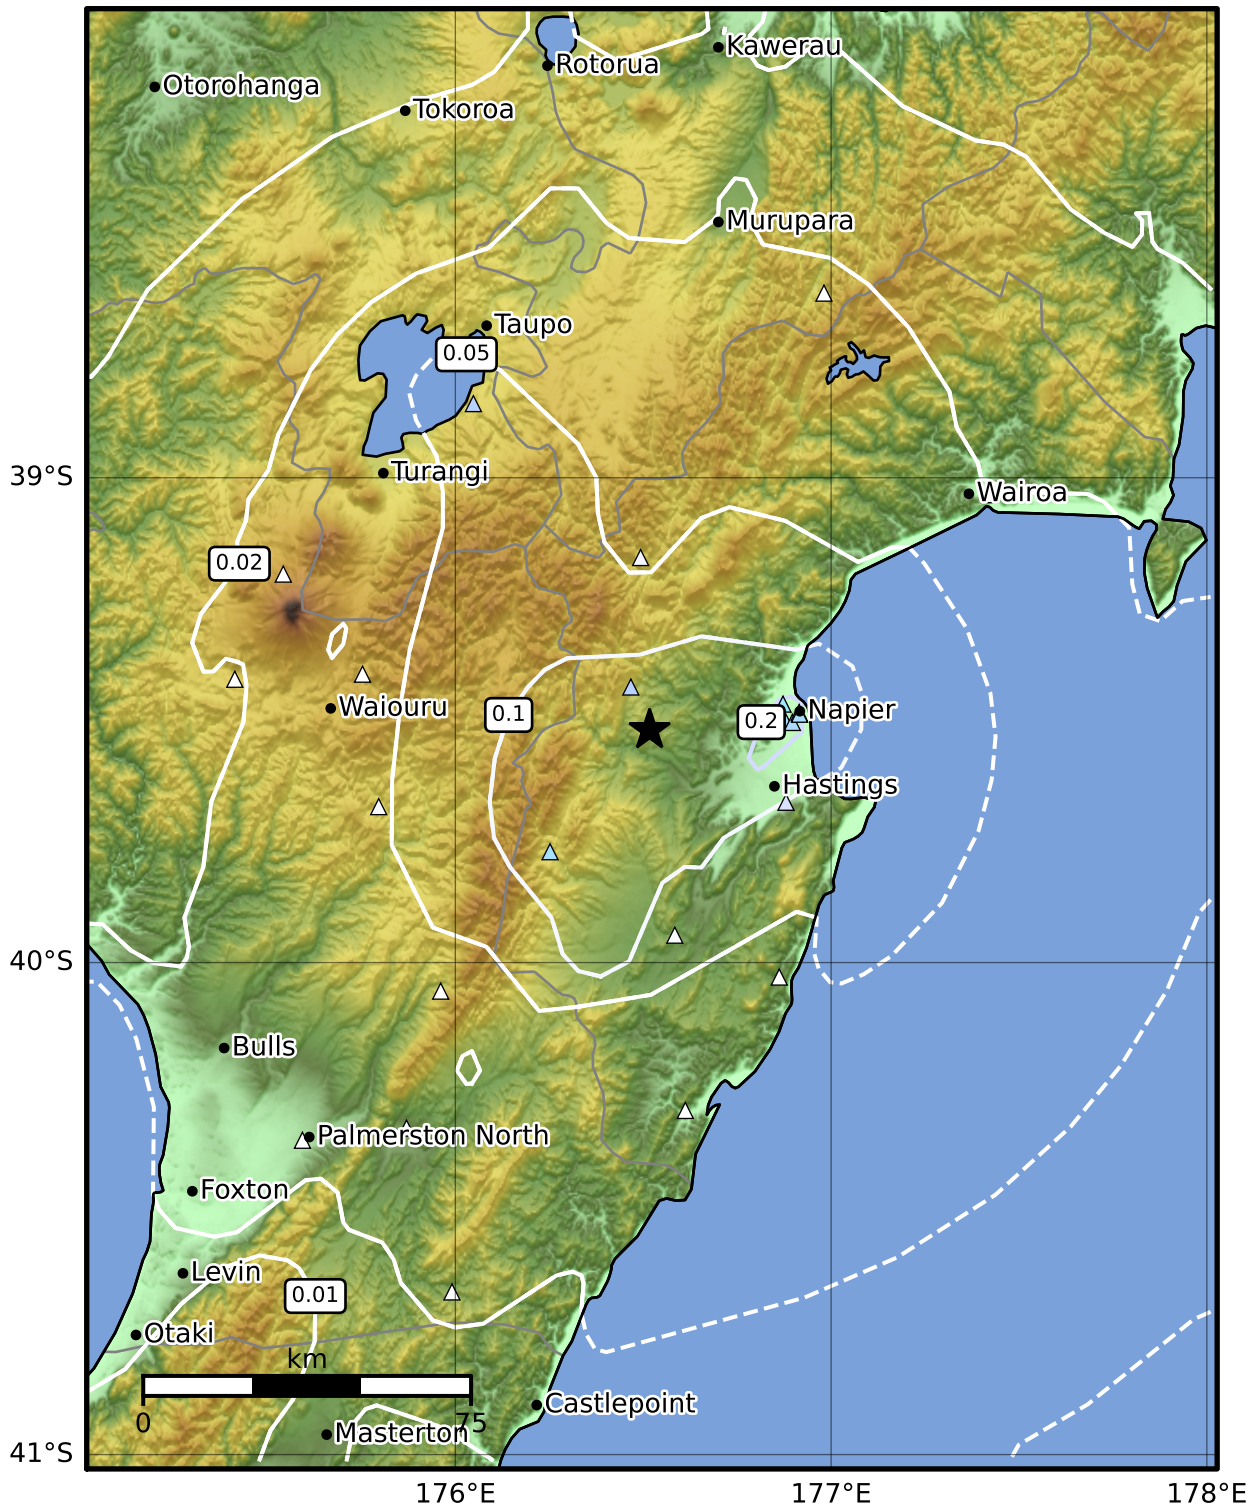 Kawerau
Rotorua
Otorohanga
Tokoroa
Murupara
Taupo
0.05
Turangi
39°S
Wairoa
0.02
Waiouru
0.1
0.2
Napier
Hastings
40°S
Bulls
Palmerston North
Foxton
Levin
0.01
Otaki
km
0
75
Castlepoint
Masterton
41°S
176°E
177°E
178°E